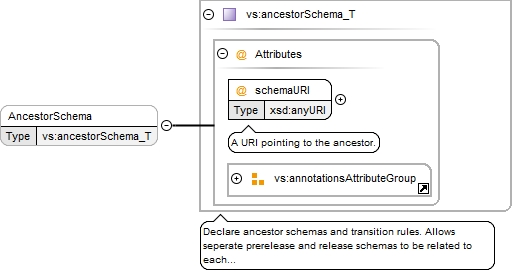 vs:ancestorSchema_T
@ Attributes
@ schemaURI
Type xsd:anyURI
AncestorSchema
Type vs:ancestorSchema_T
A URI pointing to the ancestor.
vs:annotationsAttributeGroup
Declare ancestor schemas and transition rules. Allows
seperate prerelease and release schemas to be related to
each...